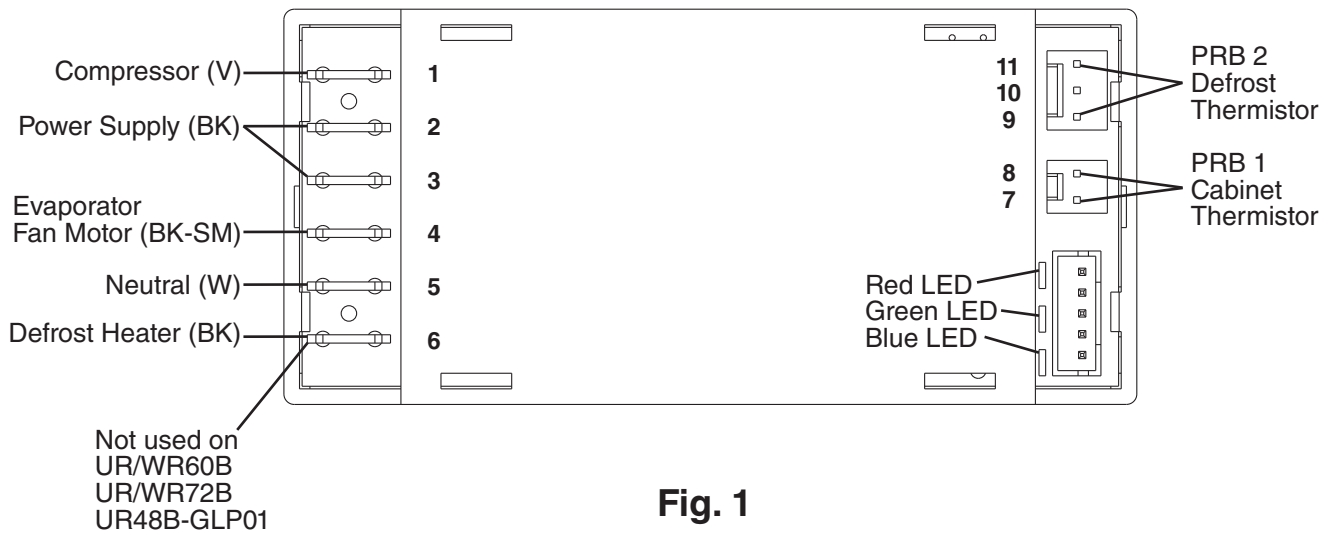 Compressor (V)
Power Supply (BK)
Evaporator
Fan Motor (BK-SM)
Neutral (W)
Defrost Heater (BK)
Not used on
UR/WR60B
UR/WR72B
UR48B-GLP01
1
2
3
4
5
6
11
10
9
8
7
PRB 2
Defrost
Thermistor
PRB 1
Cabinet
Thermistor
Red LED
Green LED
Blue LED
Fig. 1